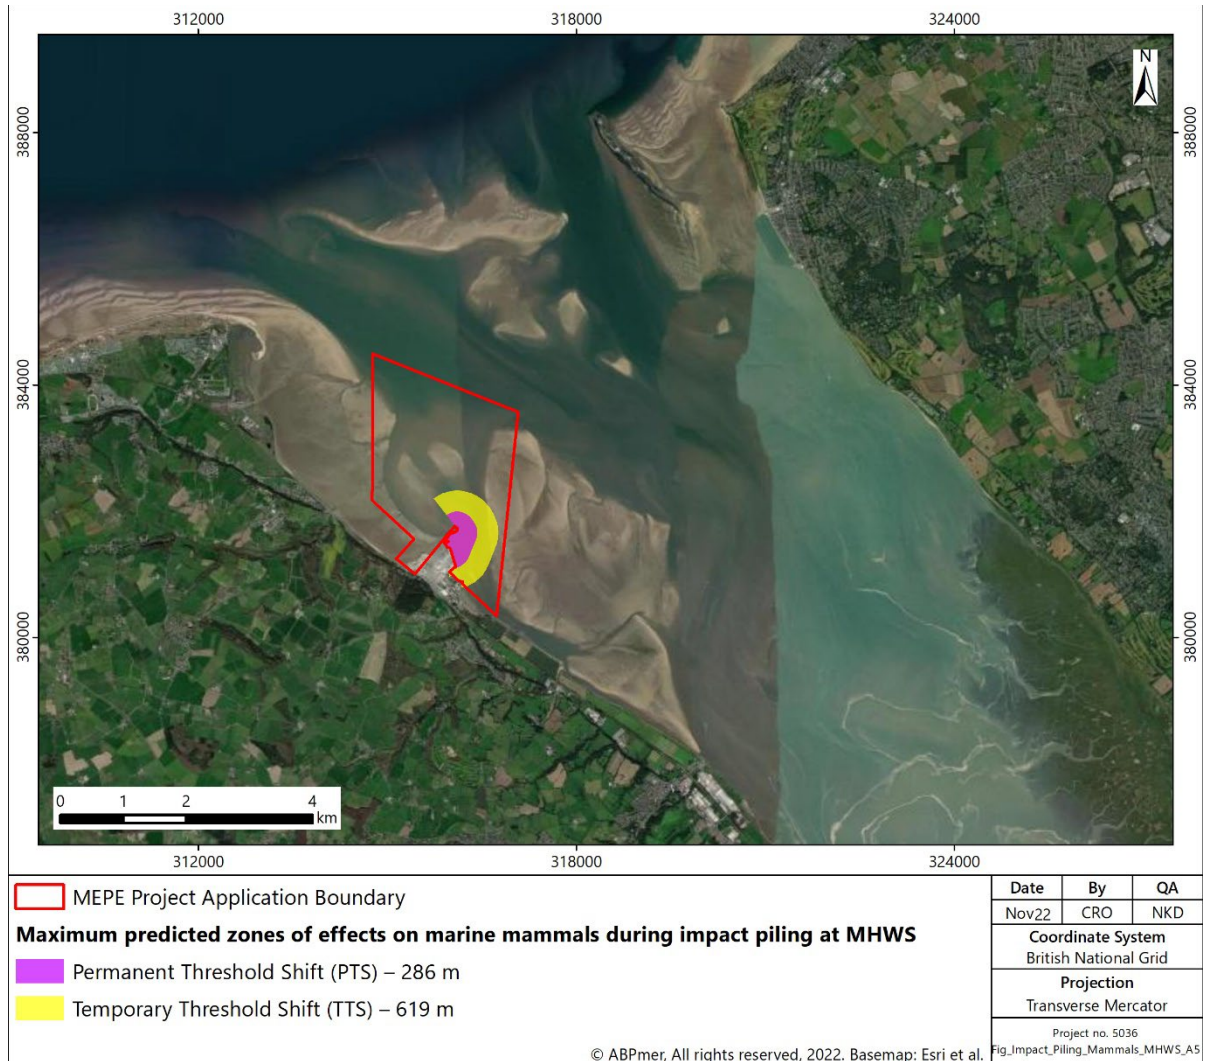 312000 318000 324000
N
388000 388000
384000 384000
380000 380000
0 1 2 4
km
312000 318000 324000
MEPE Project Application Boundary
Maximum predicted zones of effects on marine mammals during impact piling at MHWS
Permanent Threshold Shift (PTS) – 286 m
Temporary Threshold Shift (TTS) – 619 m
© ABPmer, All rights reserved, 2022. Basemap: Esri et al.
Date By QA
Nov22 CRO NKD
Coordinate System
British National Grid
Projection
Transverse Mercator
Project no. 5036
Fig_Impact_Piling_Mammals_MHWS_A5